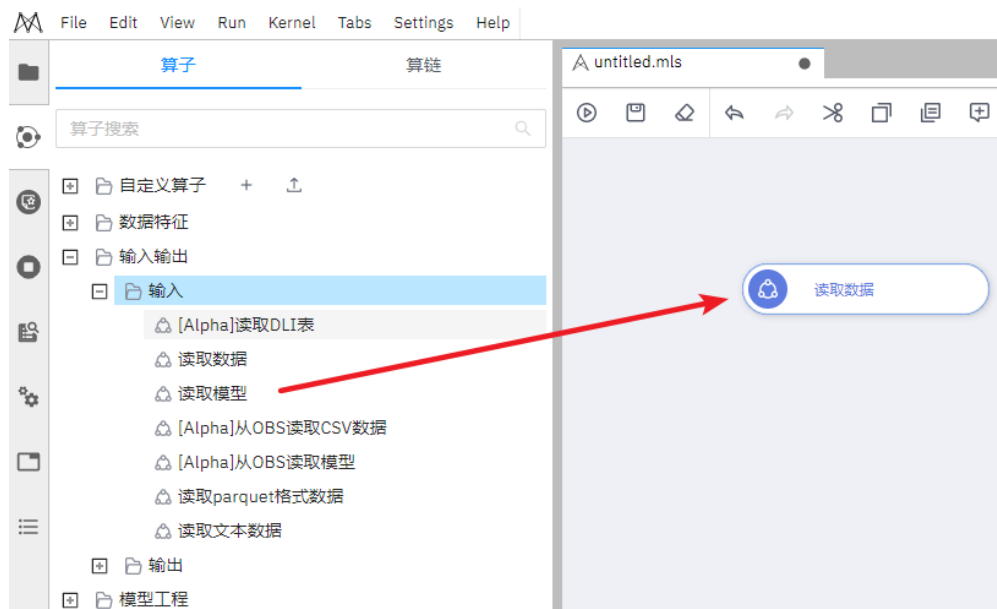 File Edit View Run Kernel Tabs Settings Help
算子 算链
untitled.mls
算子搜索
自定义算子
数据特征
输入输出
输入
[Alpha]读取DLI表
读取数据
读取数据
读取模型
[Alpha]从OBS读取CSV数据
[Alpha]从OBS读取模型
读取parquet格式数据
读取文本数据
输出
模型工程